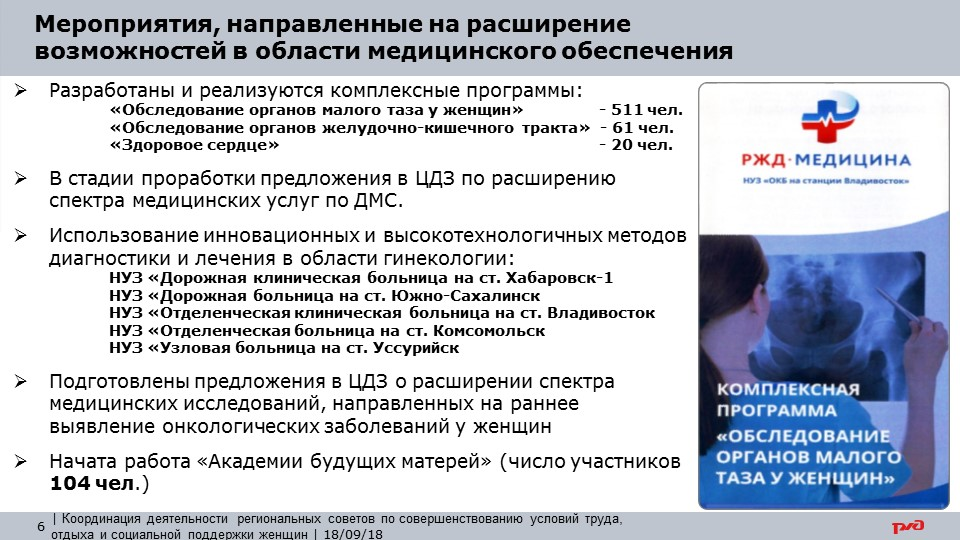 Мероприятия, направленные на расширение
возможностей в области медицинского обеспечения
➢ Разработаны и реализуются комплексные программы:
«Обследование органов малого таза у женщин» - 511 чел.
«Обследование органов желудочно-кишечного тракта» - 61 чел.
«Здоровое сердце» - 20 чел.
➢ В стадии проработки предложения в ЦДЗ по расширению
спектра медицинских услуг по ДМС.
➢ Использование инновационных и высокотехнологичных методов
диагностики и лечения в области гинекологии:
НУЗ «Дорожная клиническая больница на ст. Хабаровск-1
НУЗ «Дорожная больница на ст. Южно-Сахалинск
НУЗ «Отделенческая клиническая больница на ст. Владивосток
НУЗ «Отделенческая больница на ст. Комсомольск
НУЗ «Узловая больница на ст. Уссурийск
➢ Подготовлены предложения в ЦДЗ о расширении спектра
медицинских исследований, направленных на раннее
выявление онкологических заболеваний у женщин
➢ Начата работа «Академии будущих матерей» (число участников
104 чел.)
РЖД·МЕДИЦИНА
НУЗ «ОКБ на станции Владивосток»
КОМПЛЕКСНАЯ
ПРОГРАММА
«ОБСЛЕДОВАНИЕ
ОРГАНОВ МАЛОГО
ТАЗА У ЖЕНЩИН»
6 | Координация деятельности региональных советов по совершенствованию условий труда,
отдыха и социальной поддержки женщин | 18/09/18
РЖД